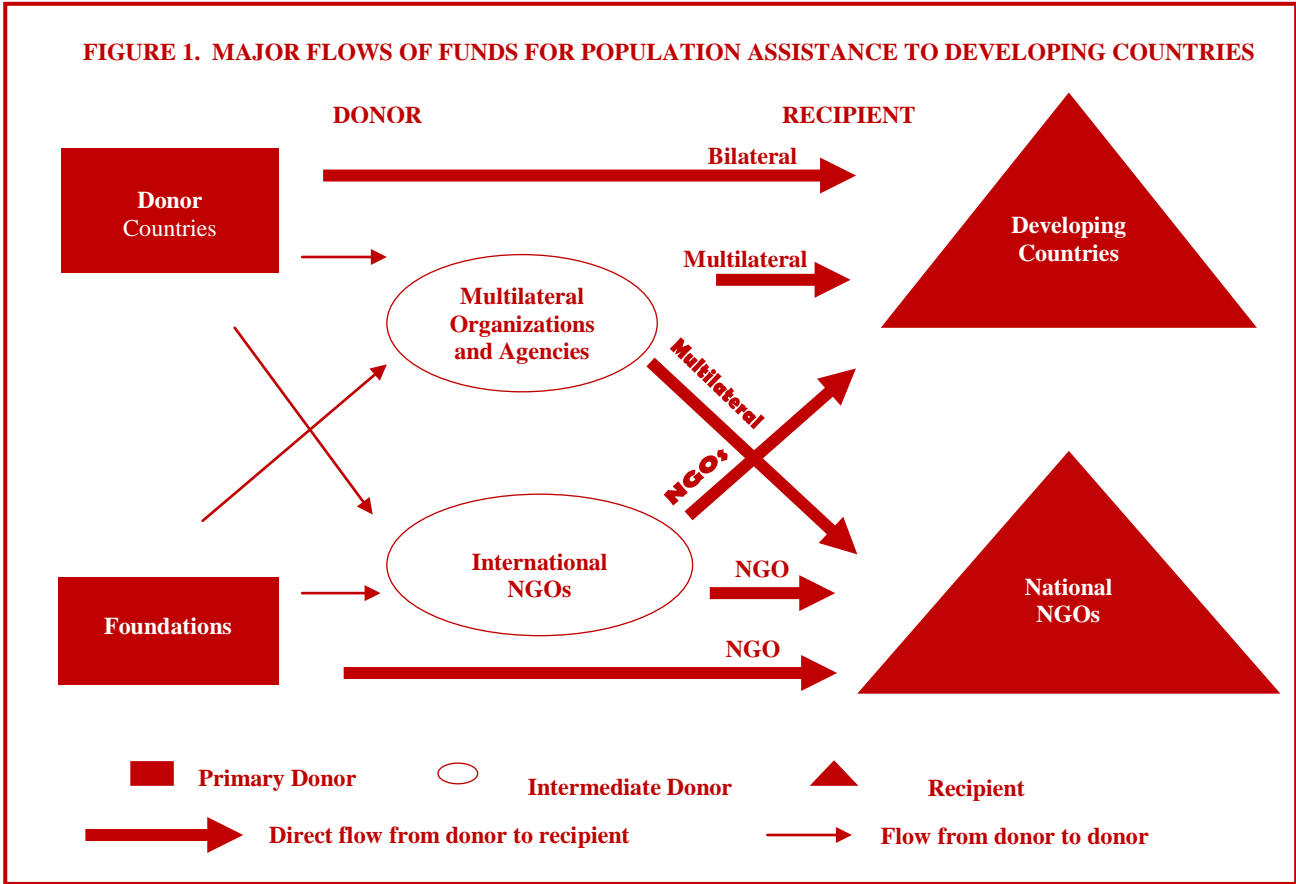 FIGURE 1. MAJOR FLOWS OF FUNDS FOR POPULATION ASSISTANCE TO DEVELOPING COUNTRIES
DONOR
RECIPIENT
Bilateral
Donor
Countries
Developing
Countries
Multilateral
Multilateral
Organizations
and Agencies
Multilateral
NGOs
International
NGOs
NGO
National
NGOs
Foundations
NGO
Primary Donor
Intermediate Donor
Recipient
Direct flow from donor to recipient
Flow from donor to donor